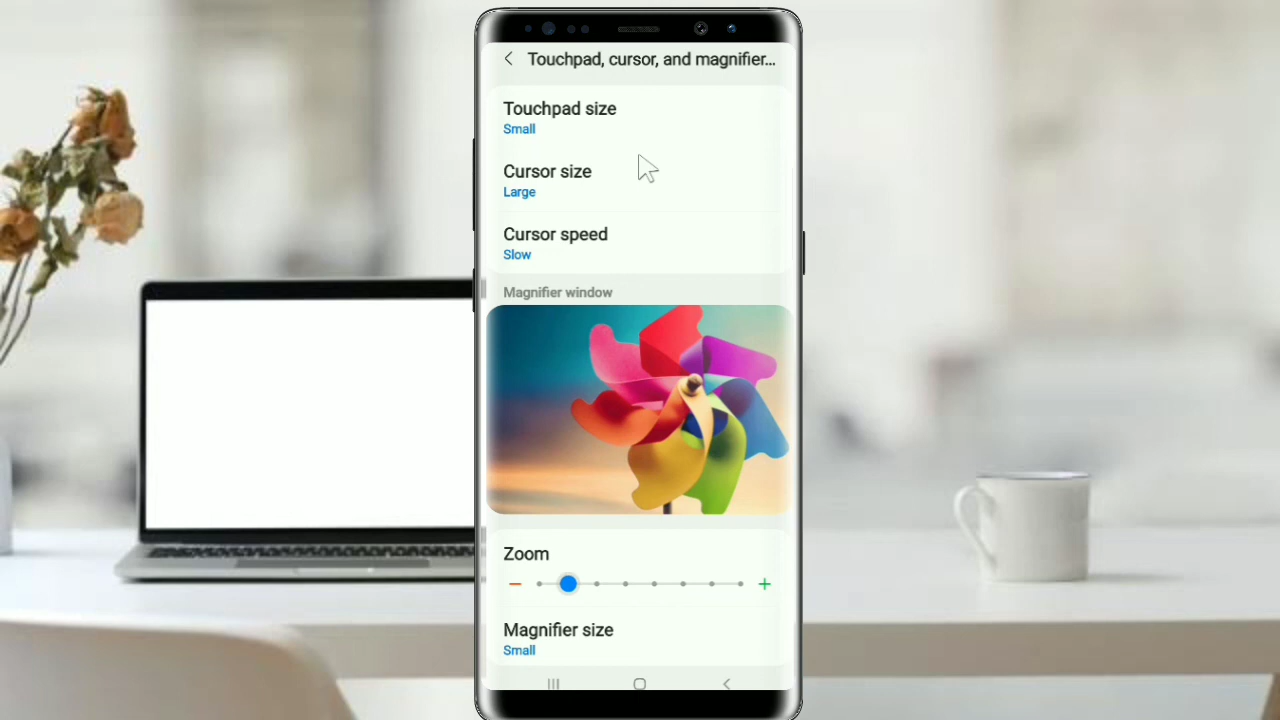 Touchpad, cursor, and magnifier...
Touchpad size
Small
Cursor size
Large
Cursor speed
Slow
Magnifier window
Zoom
Magnifier size
Small